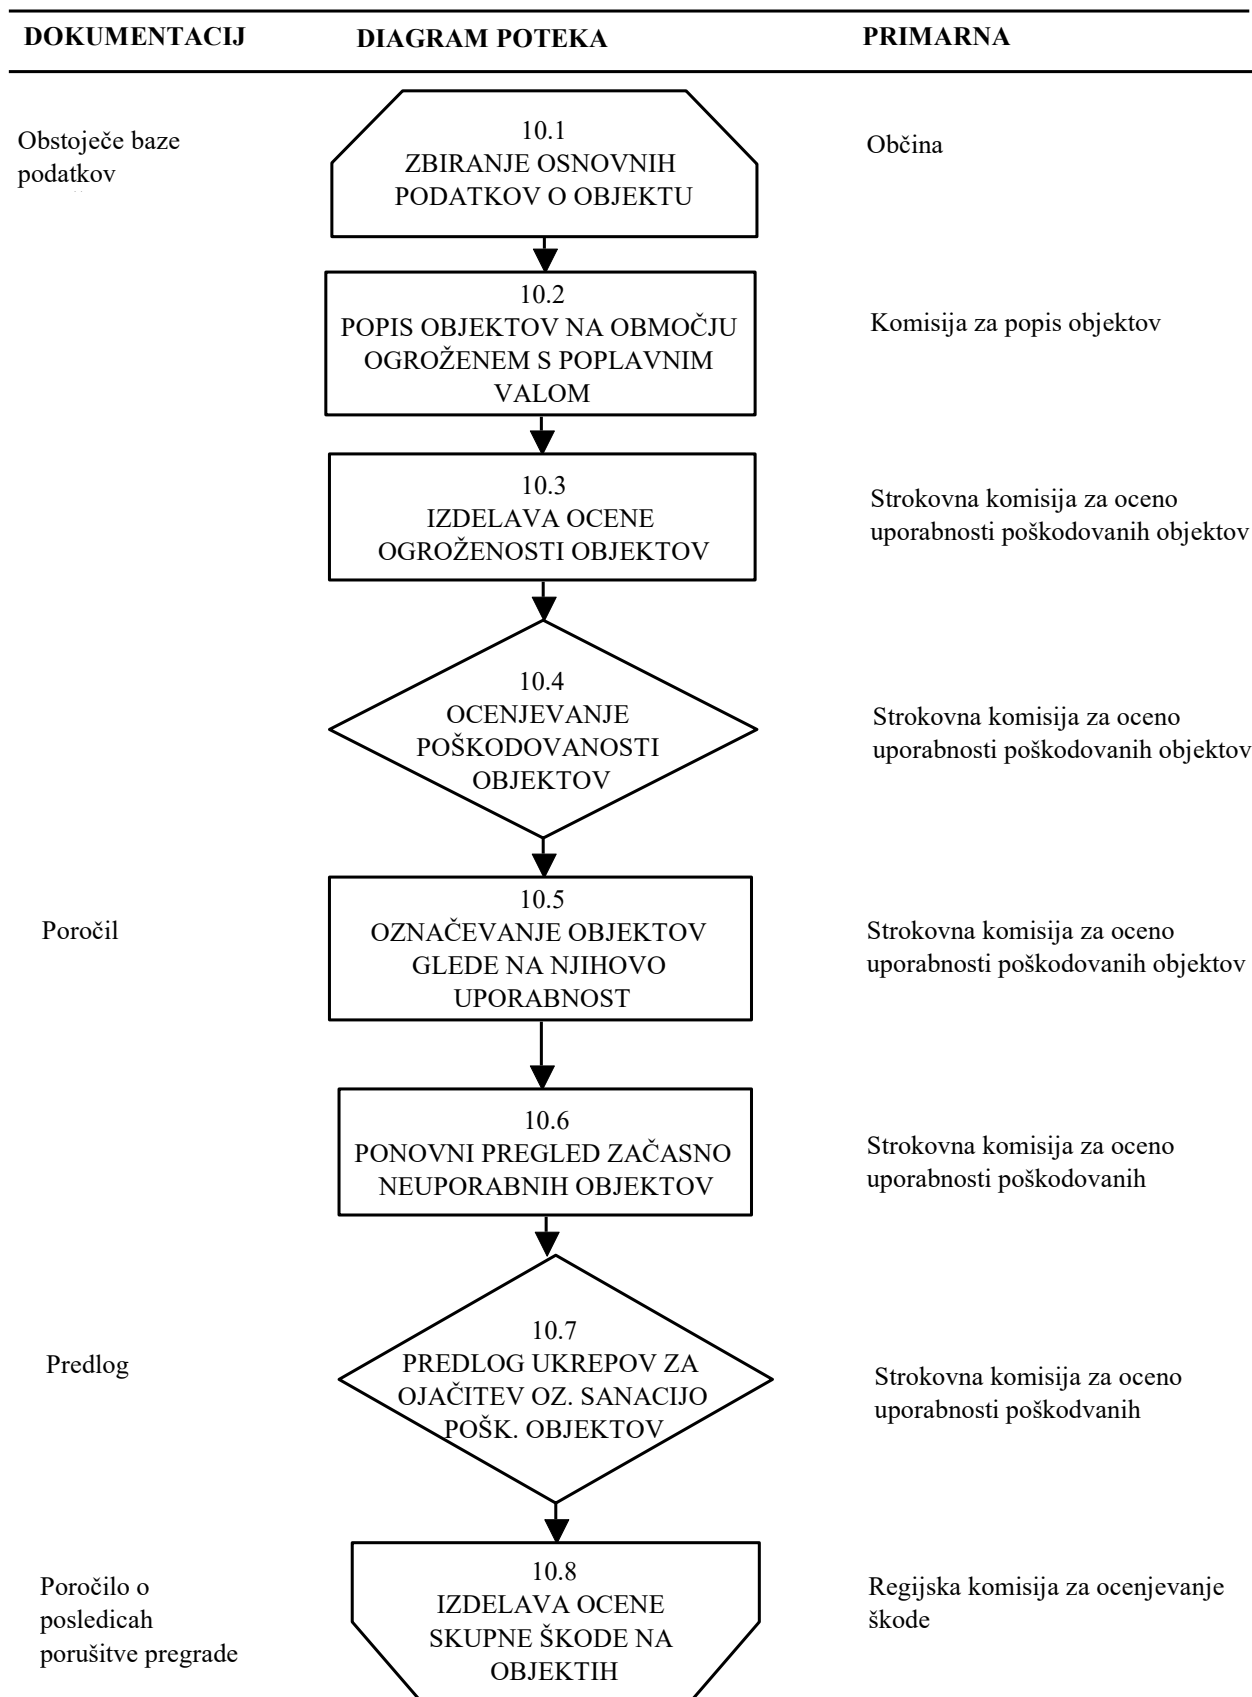 DOKUMENTACIJ
DIAGRAM POTEKA
PRIMARNA
Obstoječe baze
podatkov
10.1
ZBIRANJE OSNOVNIH
PODATKOV O OBJEKTU
Občina
10.2
POPIS OBJEKTOV NA OBMOČJU
OGROŽENEM S POPLAVNIM
VALOM
Komisija za popis objektov
10.3
IZDELAVA OCENE
OGROŽENOSTI OBJEKTOV
Strokovna komisija za oceno
uporabnosti poškodovanih objektov
10.4
OCENJEVANJE
POŠKODOVANOSTI
OBJEKTOV
Strokovna komisija za oceno
uporabnosti poškodovanih objektov
Poročil
10.5
OZNAČEVANJE OBJEKTOV
GLEDE NA NJIHOVO
UPORABNOST
Strokovna komisija za oceno
uporabnosti poškodovanih objektov
10.6
PONOVNI PREGLED ZAČASNO
NEUPORABNIH OBJEKTOV
Strokovna komisija za oceno
uporabnosti poškodovanih
Predlog
10.7
PREDLOG UKREPOV ZA
OJAČITEV OZ. SANACIJO
POŠK. OBJEKTOV
Strokovna komisija za oceno
uporabnosti poškodvanih
Poročilo o
posledicah
porušitve pregrade
10.8
IZDELAVA OCENE
SKUPNE ŠKODE NA
OBJEKTIH
Regijska komisija za ocenjevanje
škode